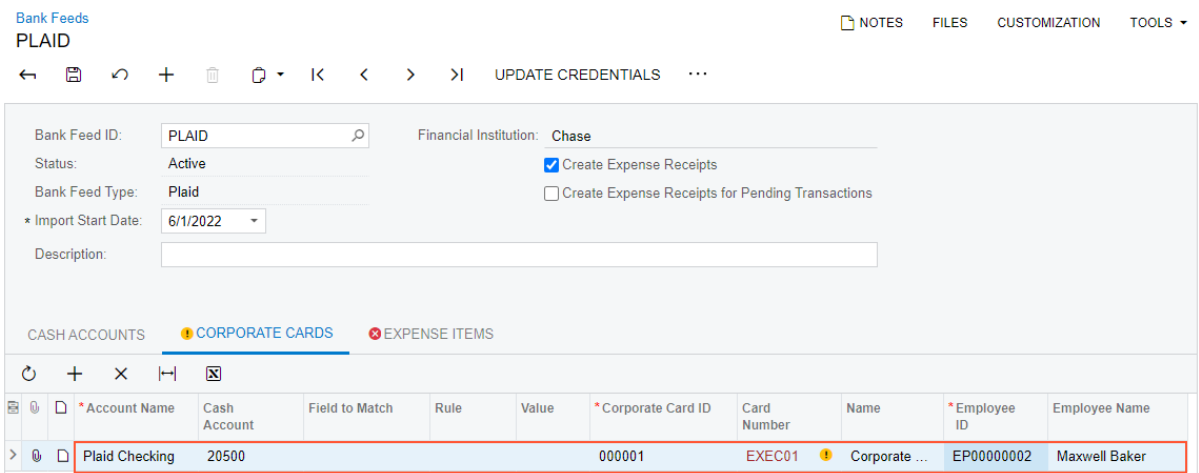 Bank Feeds
PLAID
NOTES FILES CUSTOMIZATION TOOLS
UPDATE CREDENTIALS ...
Bank Feed ID: PLAID Financial Institution: Chase
Status: Active Create Expense Receipts
Bank Feed Type: Plaid Create Expense Receipts for Pending Transactions
* Import Start Date: 6/1/2022
Description:
CASH ACCOUNTS CORPORATE CARDS EXPENSE ITEMS
* Account Name Cash Account Field to Match Rule Value * Corporate Card ID Card Number Name * Employee ID Employee Name
Plaid Checking 20500 000001 EXEC01 Corporate ... EP00000002 Maxwell Baker